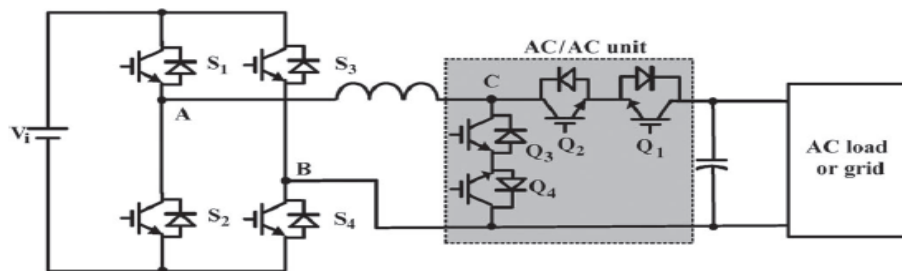 AC/AC unit
S1
S3
C
A
Vi
Q3
Q2
Q1
AC load
or grid
B
Q4
S2
S4